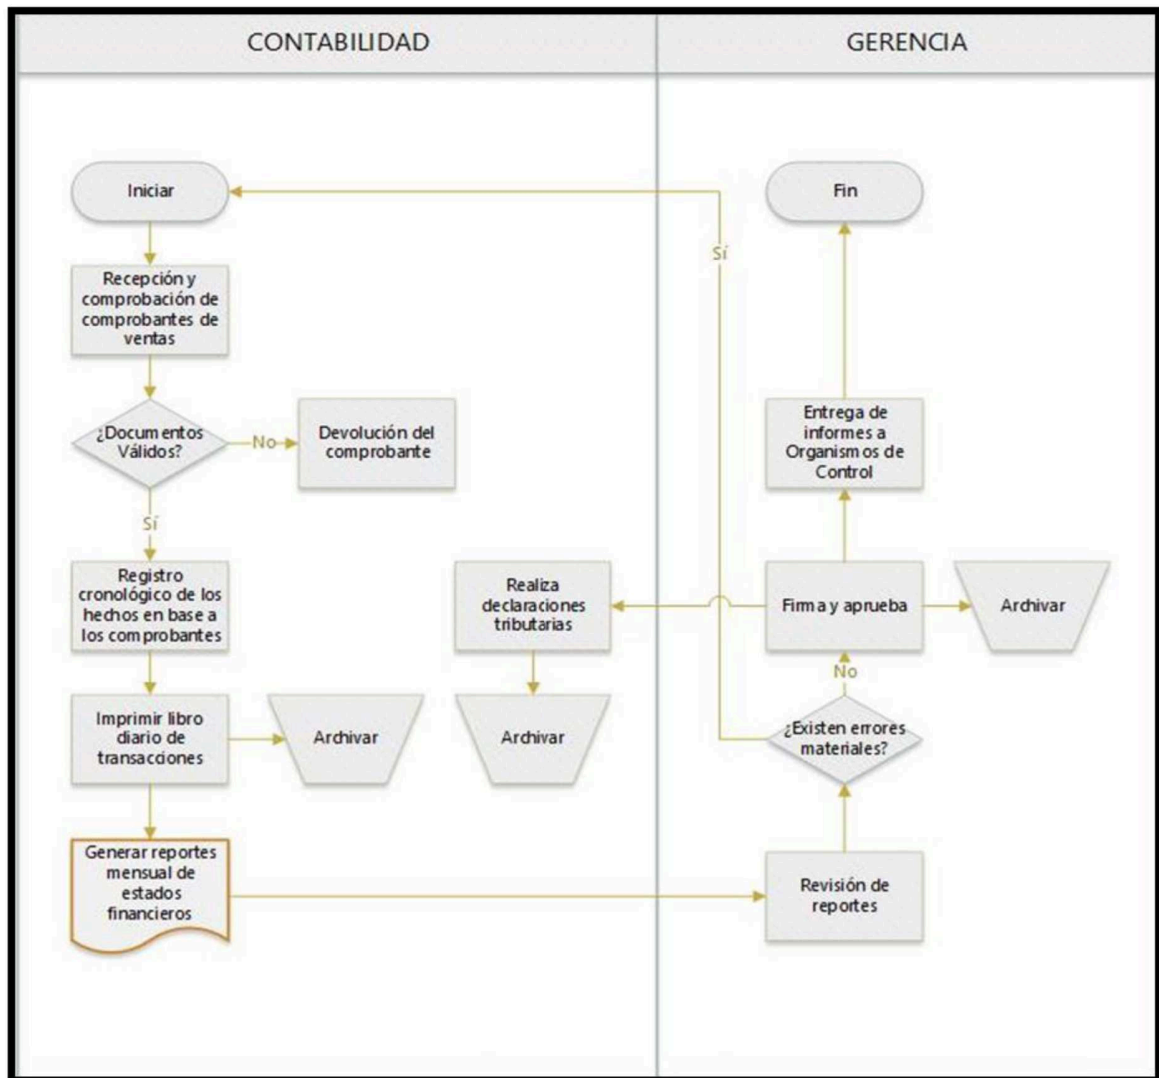 CONTABILIDAD
GERENCIA
Iniciar
Fin
Sí
Recepción y
comprobación de
comprobantes de
ventas
¿Documentos
Válidos?
No
Devolución del
comprobante
Entrega de
informes a
Organismos de
Control
Sí
Registro
cronológico de los
hechos en base a
los comprobantes
Realiza
declaraciones
tributarias
Firma y aprueba
Archivar
No
Imprimir libro
diario de
transacciones
Archivar
Archivar
¿Existen errores
materiales?
Generar reportes
mensual de
estados
financieros
Revisión de
reportes